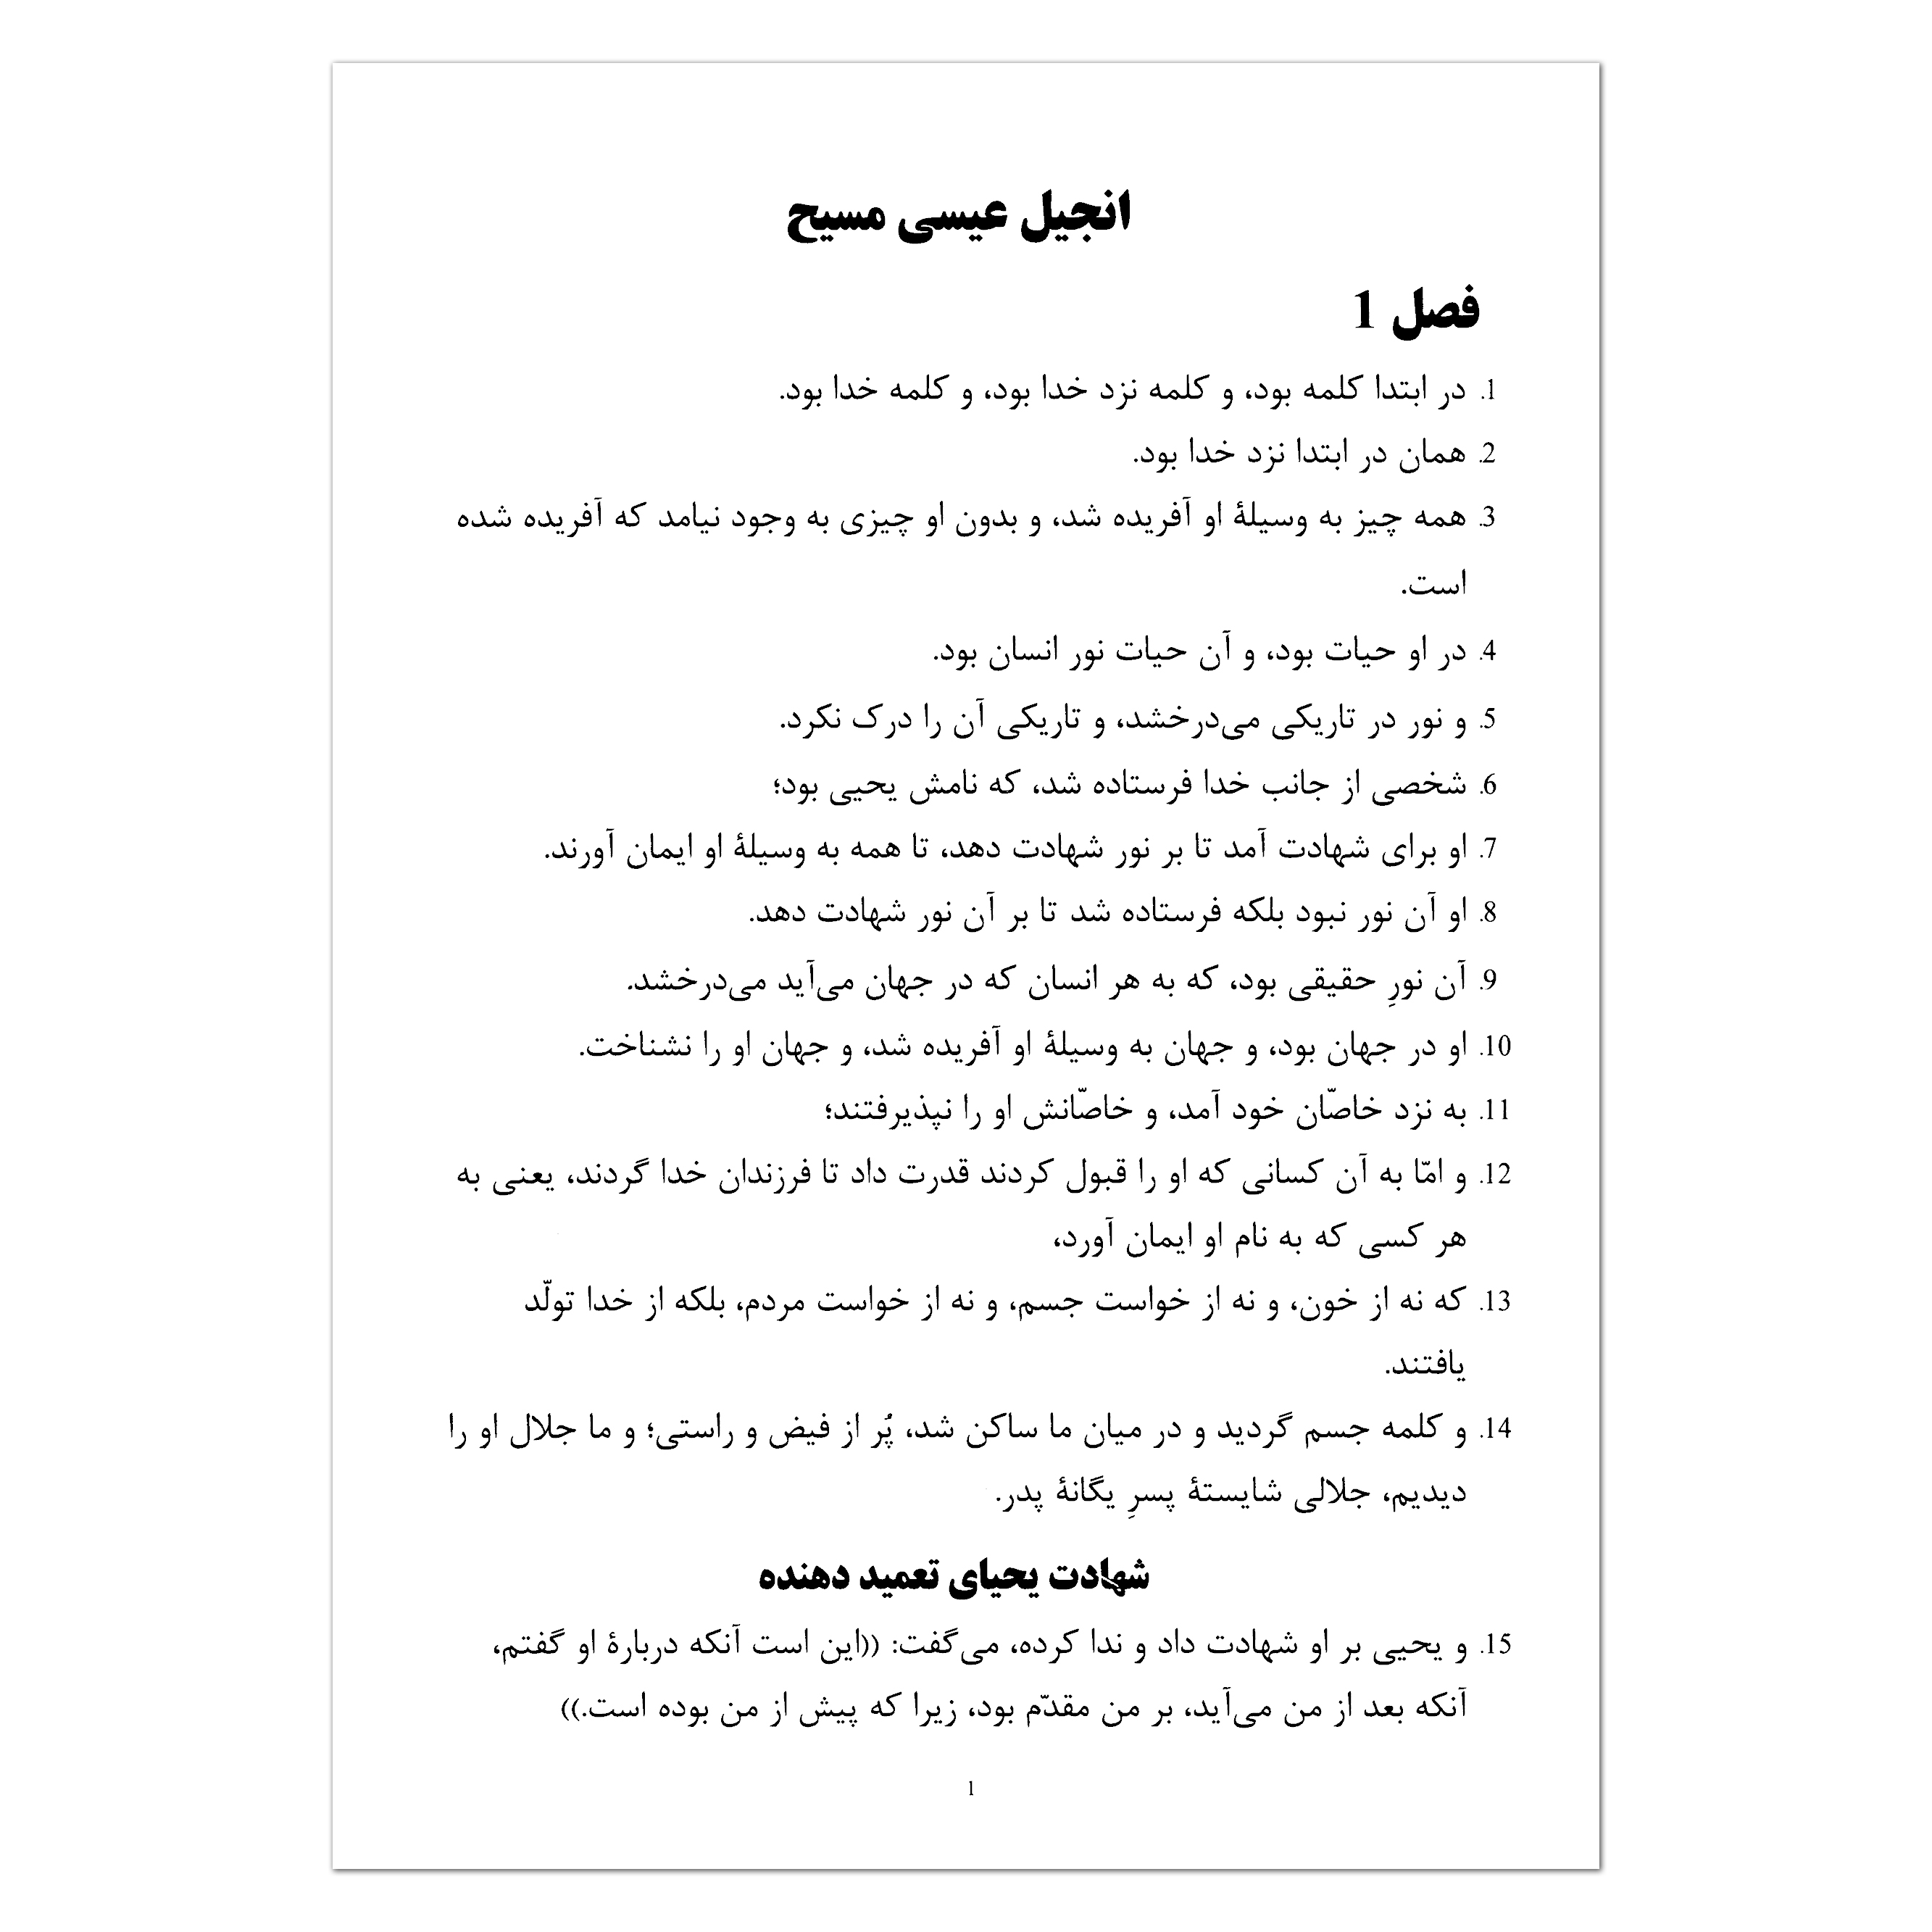 انجیل عیسی مسیح
فصل 1
1. در ابتدا کلمه بود، و کلمه نزد خدا بود، و کلمه خدا بود.
2. همان در ابتدا نزد خدا بود.
3. همه چیز به وسیلهٔ او آفریده شد، و بدون او چیزی به وجود نیامد که آفریده شده
است.
4. در او حیات بود، و آن حیات نور انسان بود.
5. و نور در تاریکی می‌درخشد، و تاریکی آن را درک نکرد.
6. شخصی از جانب خدا فرستاده شد، که نامش یحیی بود؛
7. او برای شهادت آمد تا بر نور شهادت دهد، تا همه به وسیلهٔ او ایمان آورند.
8. او آن نور نبود بلکه فرستاده شد تا بر آن نور شهادت دهد.
9. آن نورِ حقیقی بود، که به هر انسان که در جهان می‌آید می‌درخشد.
10. او در جهان بود، و جهان به وسیلهٔ او آفریده شد، و جهان او را نشناخت.
11. به نزد خاصّان خود آمد، و خاصّانش او را نپذیرفتند؛
12. و امّا به آن کسانی که او را قبول کردند قدرت داد تا فرزندان خدا گردند، یعنی به
هر کسی که به نام او ایمان آورد،
13. که نه از خون، و نه از خواست جسم، و نه از خواست مردم، بلکه از خدا تولّد
یافتند.
14. و کلمه جسم گردید و در میان ما ساکن شد، پُر از فیض و راستی؛ و ما جلال او را
دیدیم، جلالی شایستهٔ پسرِ یگانهٔ پدر.
شهادت یحیای تعمید دهنده
15. و یحیی بر او شهادت داد و ندا کرده، می‌گفت: ((این است آنکه دربارهٔ او گفتم،
آنکه بعد از من می‌آید، بر من مقدّم بود، زیرا که پیش از من بوده است.))
1